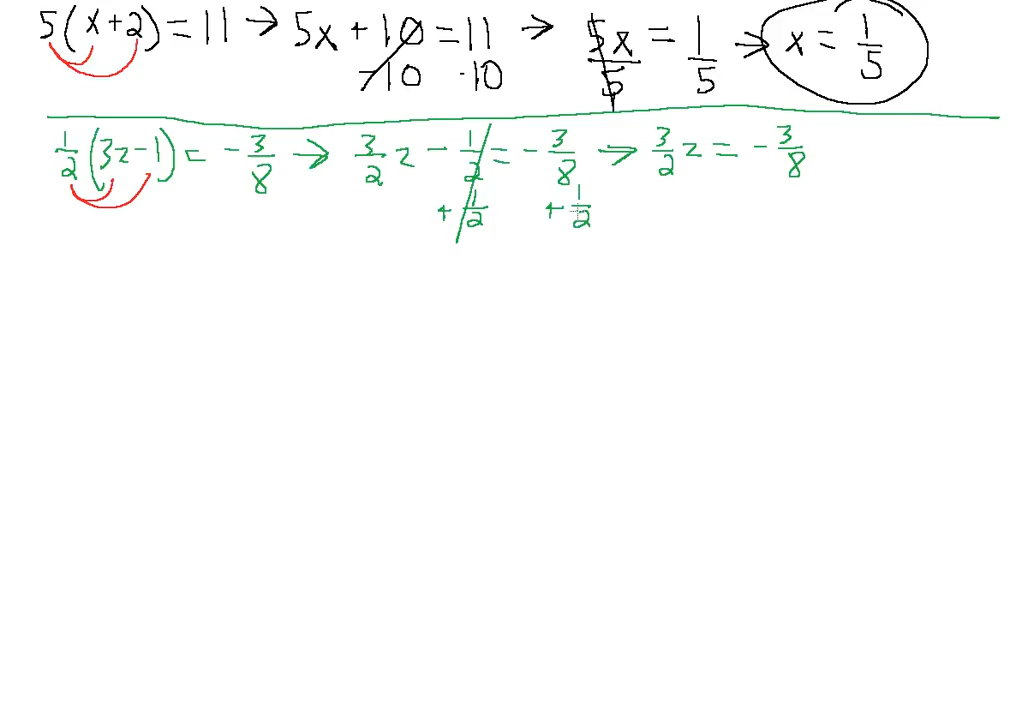 5(x+2)=11 → 5x+10=11 → 5x/5 = 1/5 → x = 1/5
-10 -10
1/2(3z-1) = -3/8 → 3/2 z - 1/2 = -3/8 → 3/2 z = -3/8
+1/2 +1/2